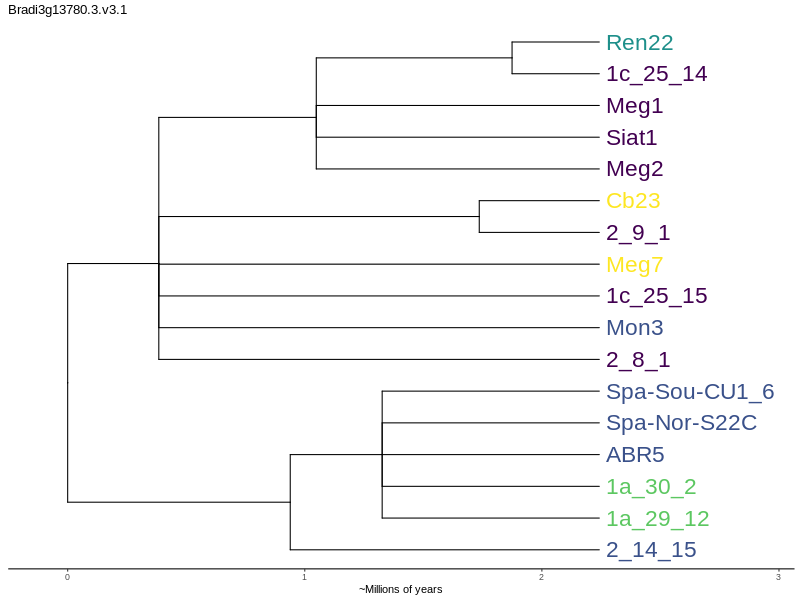 Bradi3g13780.3.v3.1
Ren22
1c_25_14
Meg1
Siat1
Meg2
Cb23
2_9_1
Meg7
1c_25_15
Mon3
2_8_1
Spa-Sou-CU1_6
Spa-Nor-S22C
ABR5
1a_30_2
1a_29_12
2_14_15
0 1 2 3
~Millions of years